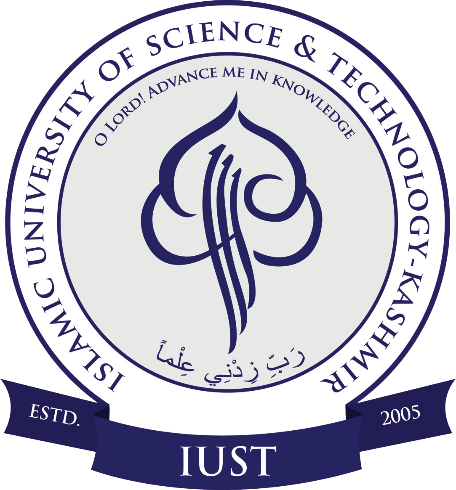 ISLAMIC UNIVERSITY OF SCIENCE & TECHNOLOGY-KASHMIR
O LORD! ADVANCE ME IN KNOWLEDGE
رَبِّ زِدْنِي عِلْماً
ESTD.
2005
IUST